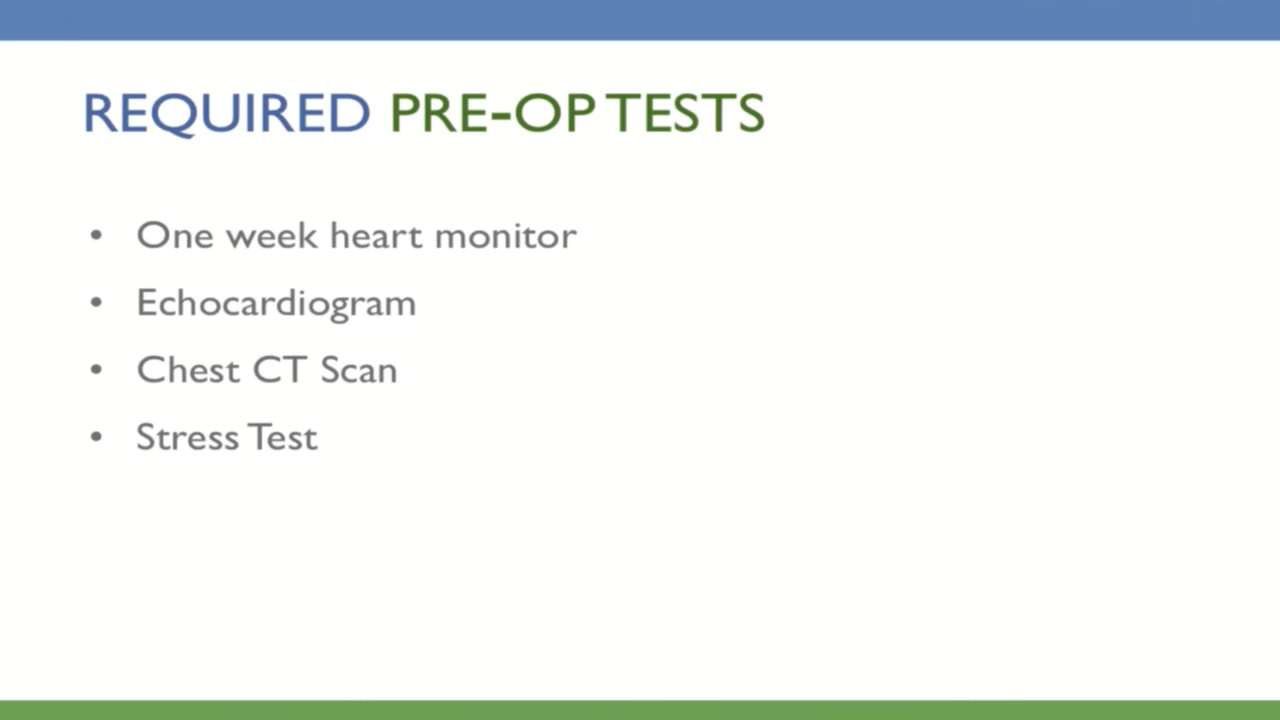 REQUIRED PRE-OP TESTS
• One week heart monitor
• Echocardiogram
• Chest CT Scan
• Stress Test